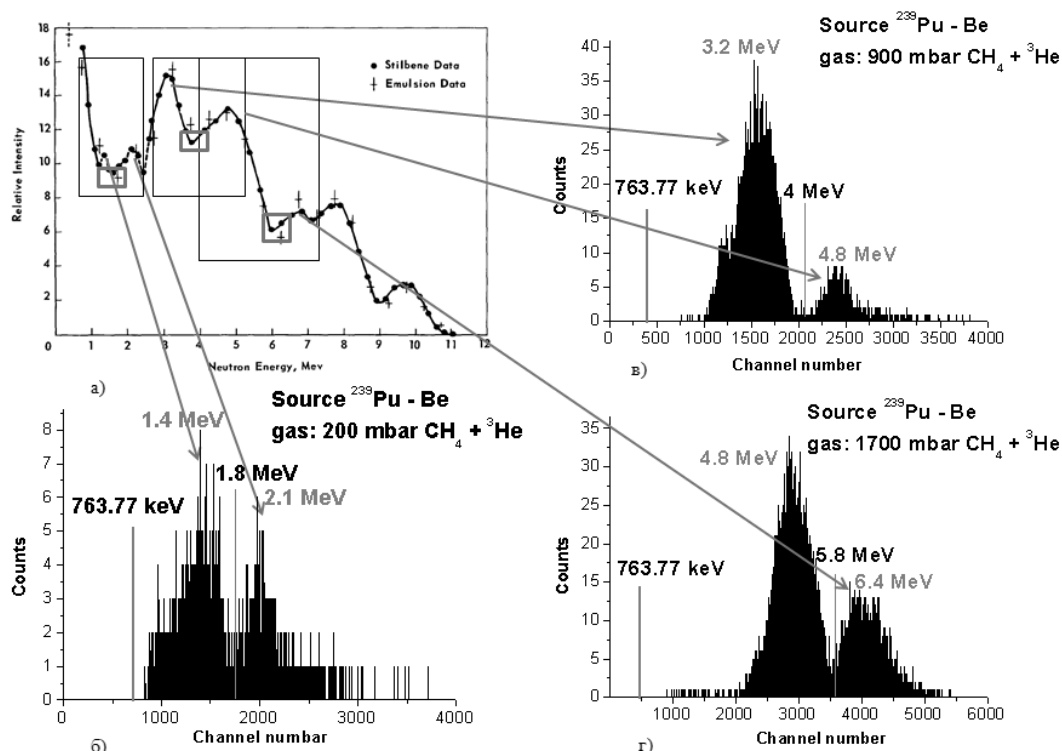 18
16
14
12
10
8
6
4
2
0
Relative Intensity
Stilbene Data
Emulsion Data
1 2 3 4 5 6 7 8 9 10 11 12
Neutron Energy, Mev
а)
Source ²³⁹Pu - Be
gas: 900 mbar CH₄ + ³He
3.2 MeV
763.77 keV
4 MeV
4.8 MeV
40
35
30
25
20
15
10
5
0
Counts
0 500 1000 1500 2000 2500 3000 3500 4000
Channel number
в)
Source ²³⁹Pu - Be
gas: 200 mbar CH₄ + ³He
1.4 MeV
1.8 MeV
763.77 keV
2.1 MeV
8
7
6
5
4
3
2
1
0
Counts
0 1000 2000 3000 4000
Channel numbar
б)
Source ²³⁹Pu - Be
gas: 1700 mbar CH₄ + ³He
4.8 MeV
5.8 MeV
763.77 keV
6.4 MeV
35
30
25
20
15
10
5
0
Counts
0 1000 2000 3000 4000 5000 6000
Channel number
г)